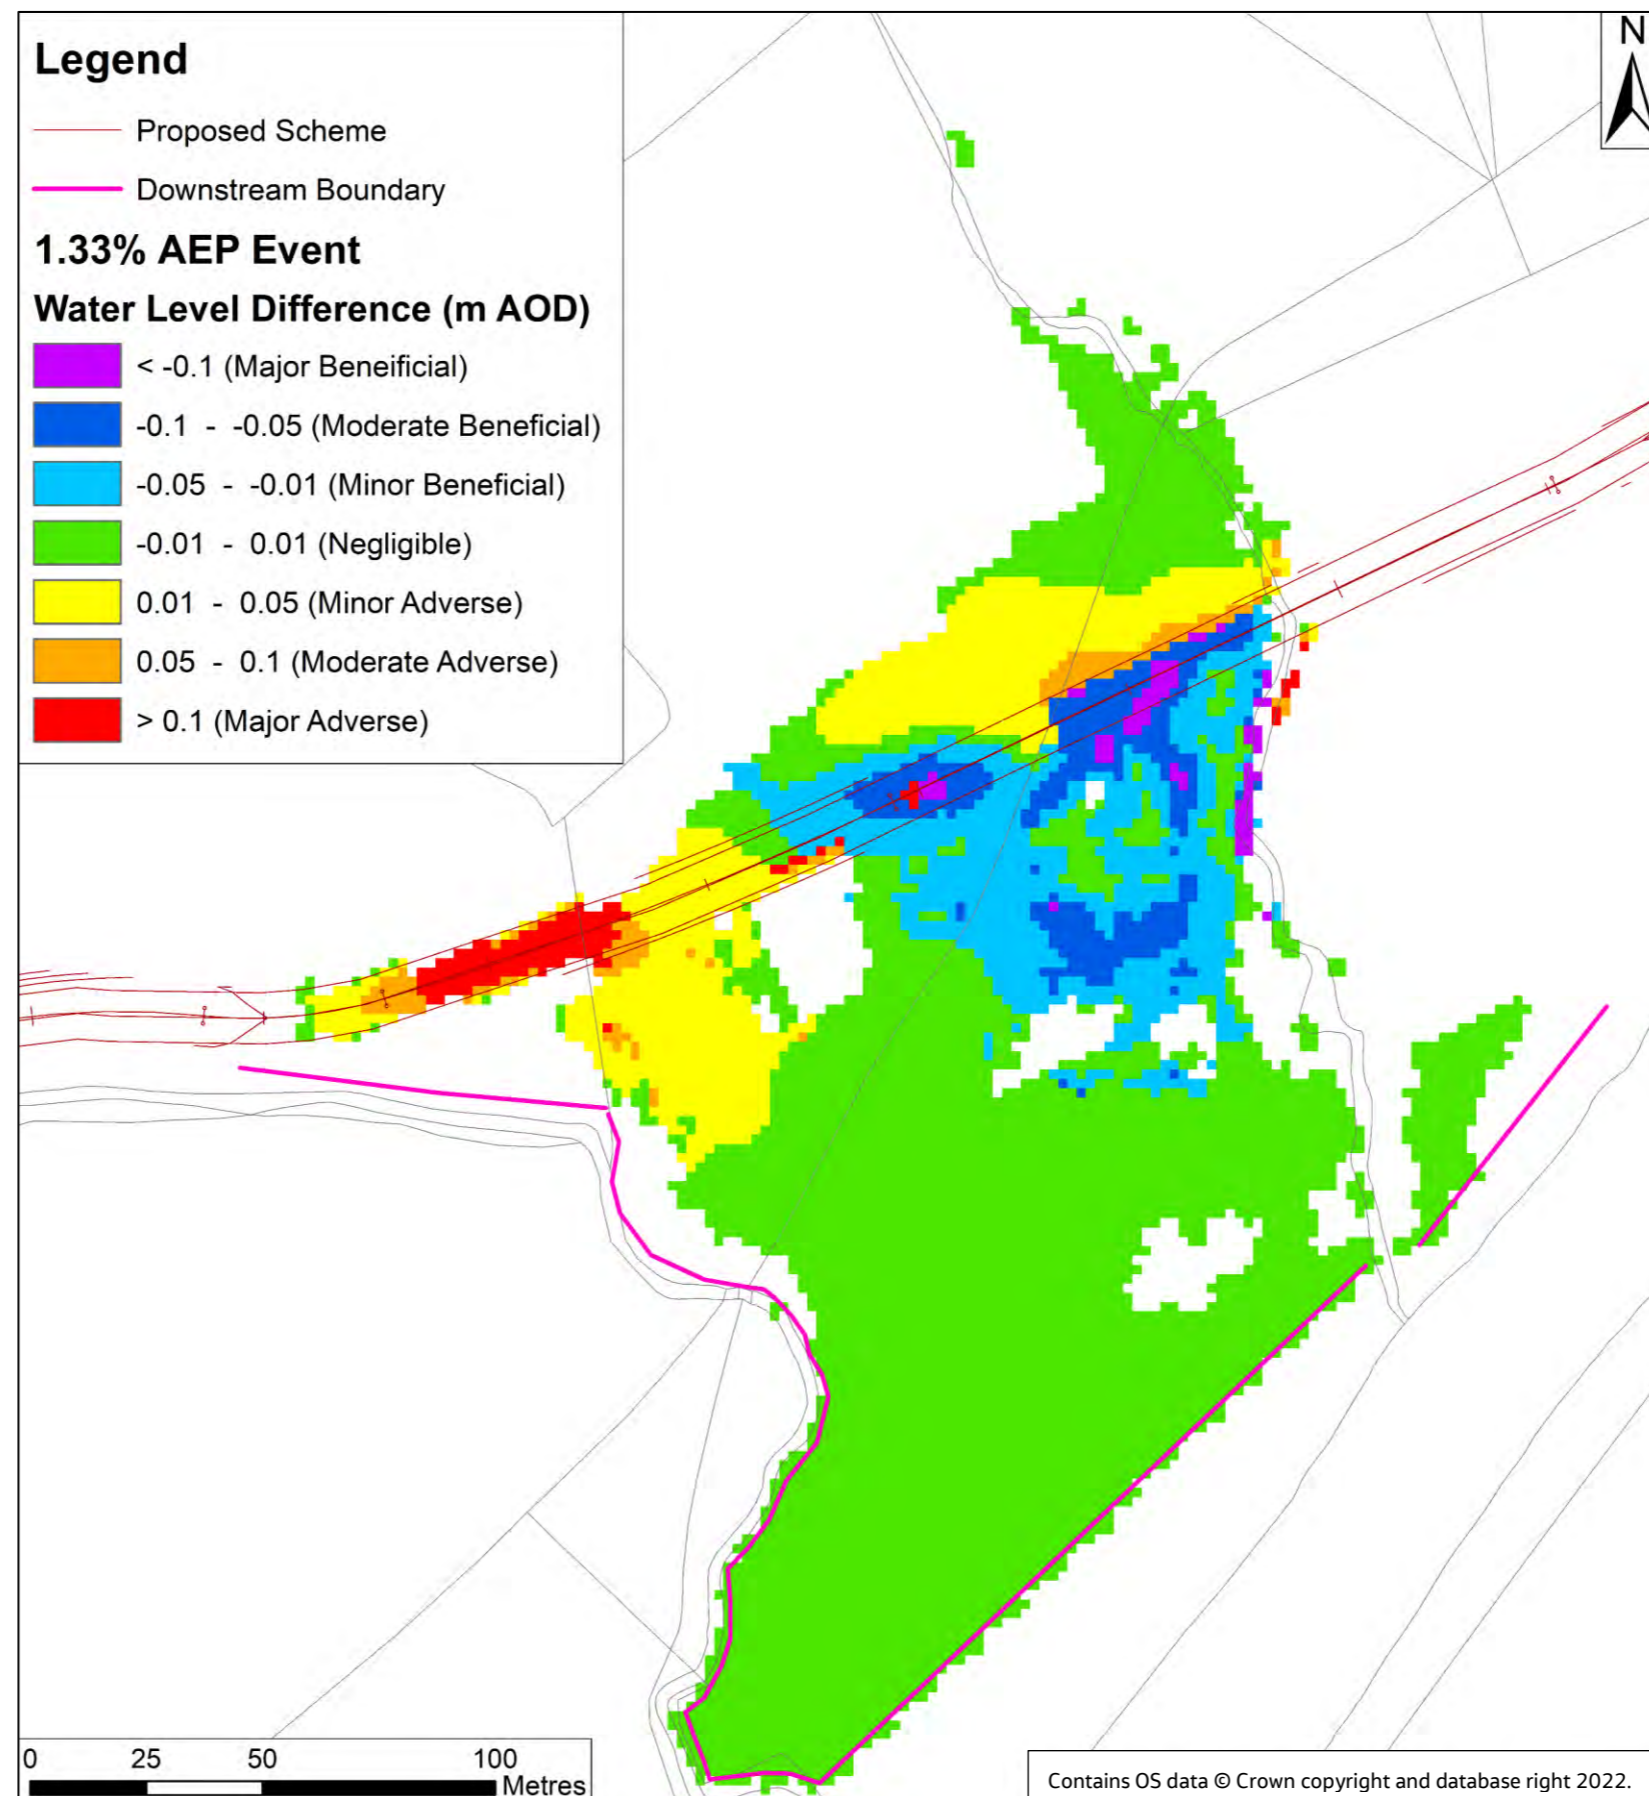 Legend
Proposed Scheme
Downstream Boundary
1.33% AEP Event
Water Level Difference (m AOD)
< -0.1 (Major Beneificial)
-0.1 - -0.05 (Moderate Beneficial)
-0.05 - -0.01 (Minor Beneficial)
-0.01 - 0.01 (Negligible)
0.01 - 0.05 (Minor Adverse)
0.05 - 0.1 (Moderate Adverse)
> 0.1 (Major Adverse)
N
0 25 50 100
Metres
Contains OS data © Crown copyright and database right 2022.